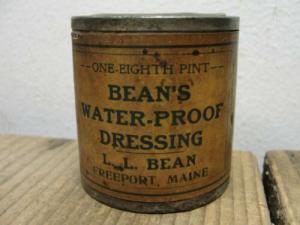 --ONE-EIGHTH PINT--
BEAN'S
WATER-PROOF
DRESSING
L. L. BEAN
FREEPORT, MAINE